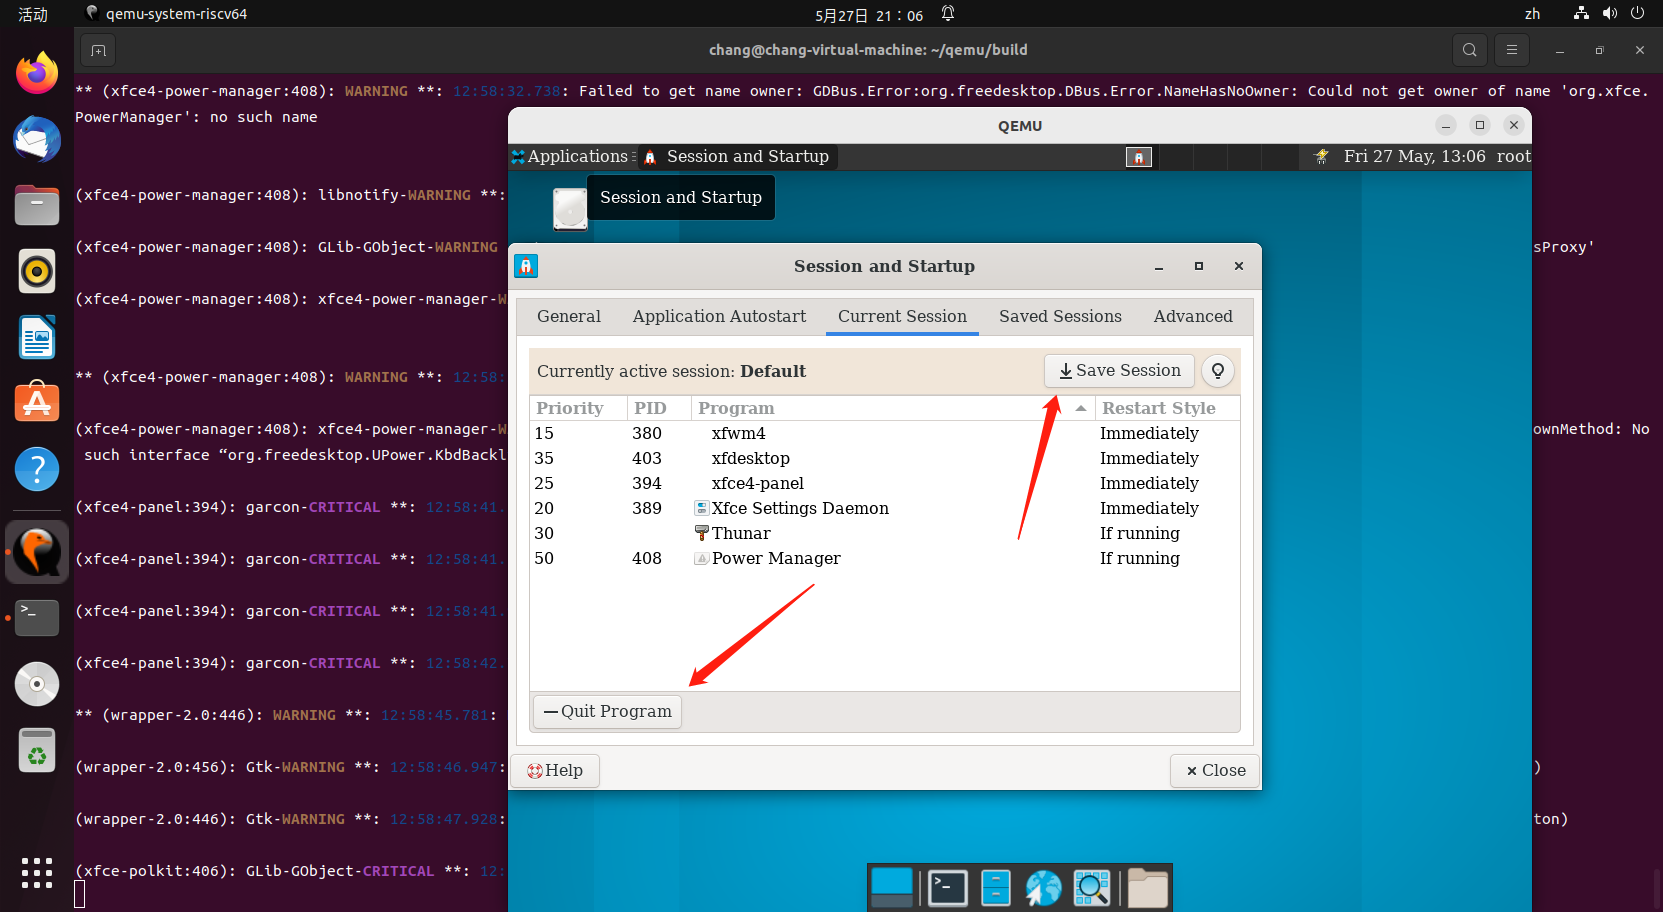 活动
qemu-system-riscv64
5月27日 21：06
zh
chang@chang-virtual-machine: ~/qemu/build
** (xfce4-power-manager:408): WARNING **: 12:58:32.738: Failed to get name owner: GDBus.Error:org.freedesktop.DBus.Error.NameHasNoOwner: Could not get owner of name 'org.xfce.
PowerManager': no such name
(xfce4-power-manager:408): libnotify-WARNING **:
(xfce4-power-manager:408): GLib-GObject-WARNING
sProxy'
(xfce4-power-manager:408): xfce4-power-manager-W
** (xfce4-power-manager:408): WARNING **: 12:58:
(xfce4-power-manager:408): xfce4-power-manager-W
ownMethod: No
such interface “org.freedesktop.UPower.KbdBackl
(xfce4-panel:394): garcon-CRITICAL **: 12:58:41.
(xfce4-panel:394): garcon-CRITICAL **: 12:58:41.
(xfce4-panel:394): garcon-CRITICAL **: 12:58:41.
(xfce4-panel:394): garcon-CRITICAL **: 12:58:42.
** (wrapper-2.0:446): WARNING **: 12:58:45.781:
(wrapper-2.0:456): Gtk-WARNING **: 12:58:46.947:
)
(wrapper-2.0:446): Gtk-WARNING **: 12:58:47.928:
ton)
(xfce-polkit:406): GLib-GObject-CRITICAL **: 12:
QEMU
Applications
Session and Startup
Fri 27 May, 13:06 root
Session and Startup
Session and Startup
General
Application Autostart
Current Session
Saved Sessions
Advanced
Currently active session: Default
Save Session
Priority PID Program Restart Style
15 380 xfwm4 Immediately
35 403 xfdesktop Immediately
25 394 xfce4-panel Immediately
20 389 Xfce Settings Daemon Immediately
30 Thunar If running
50 408 Power Manager If running
Quit Program
Help
Close